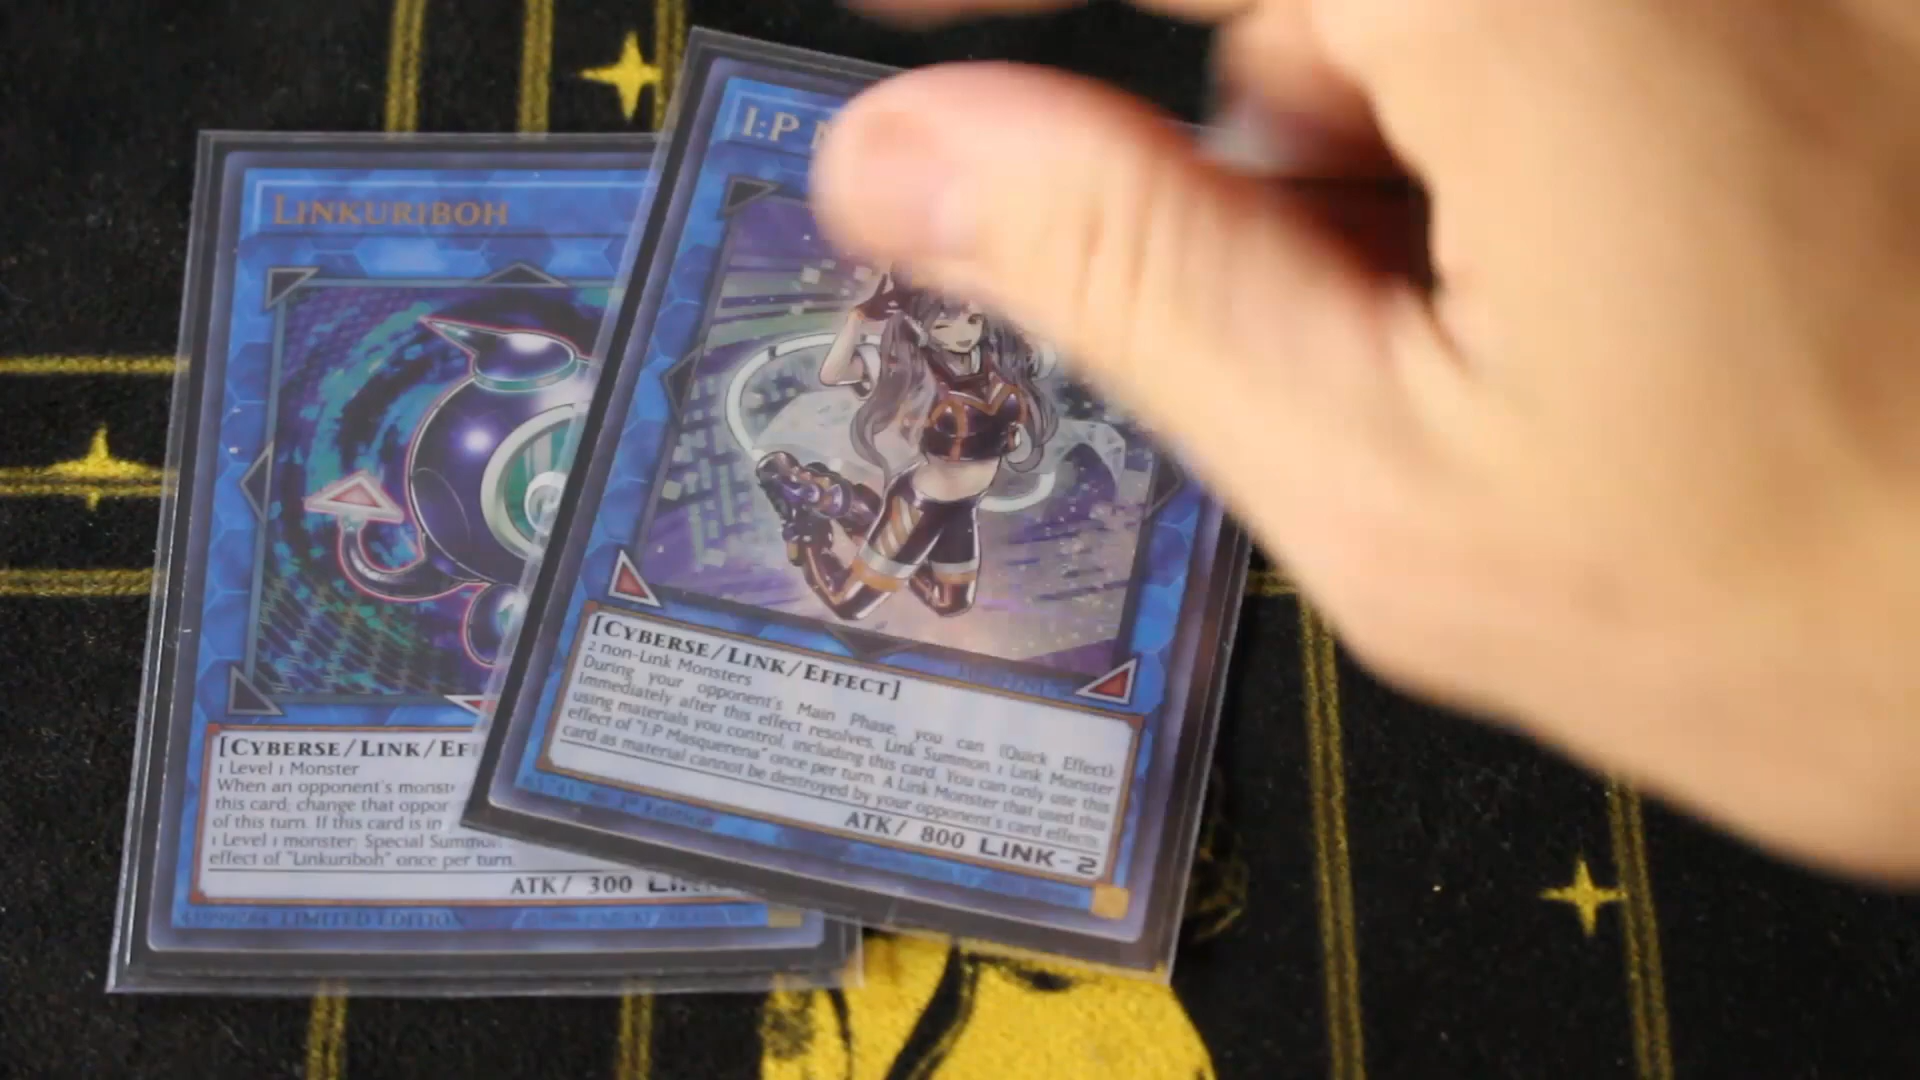 LINKURIBOH
[CYBERSE/LINK/EF
1 Level 1 Monster
When an opponent's monst
this card: change that oppor
of this turn. If this card is in
1 Level 1 monster; Special Summo
effect of "Linkuriboh" once per turn.
ATK/ 300
LIMITED EDITION
I:P
[CYBERSE/LINK/EFFECT]
2 non-Link Monsters
During your opponent's Main Phase, you can (Quick Effect):
Immediately after this effect resolves, Link Summon 1 Link Monster
using materials you control, including this card. You can only use this
effect of "I:P Masquerena" once per turn. A Link Monster that used this
card as material cannot be destroyed by your opponent's card effects.
ATK/ 800 LINK-2
1st Edition